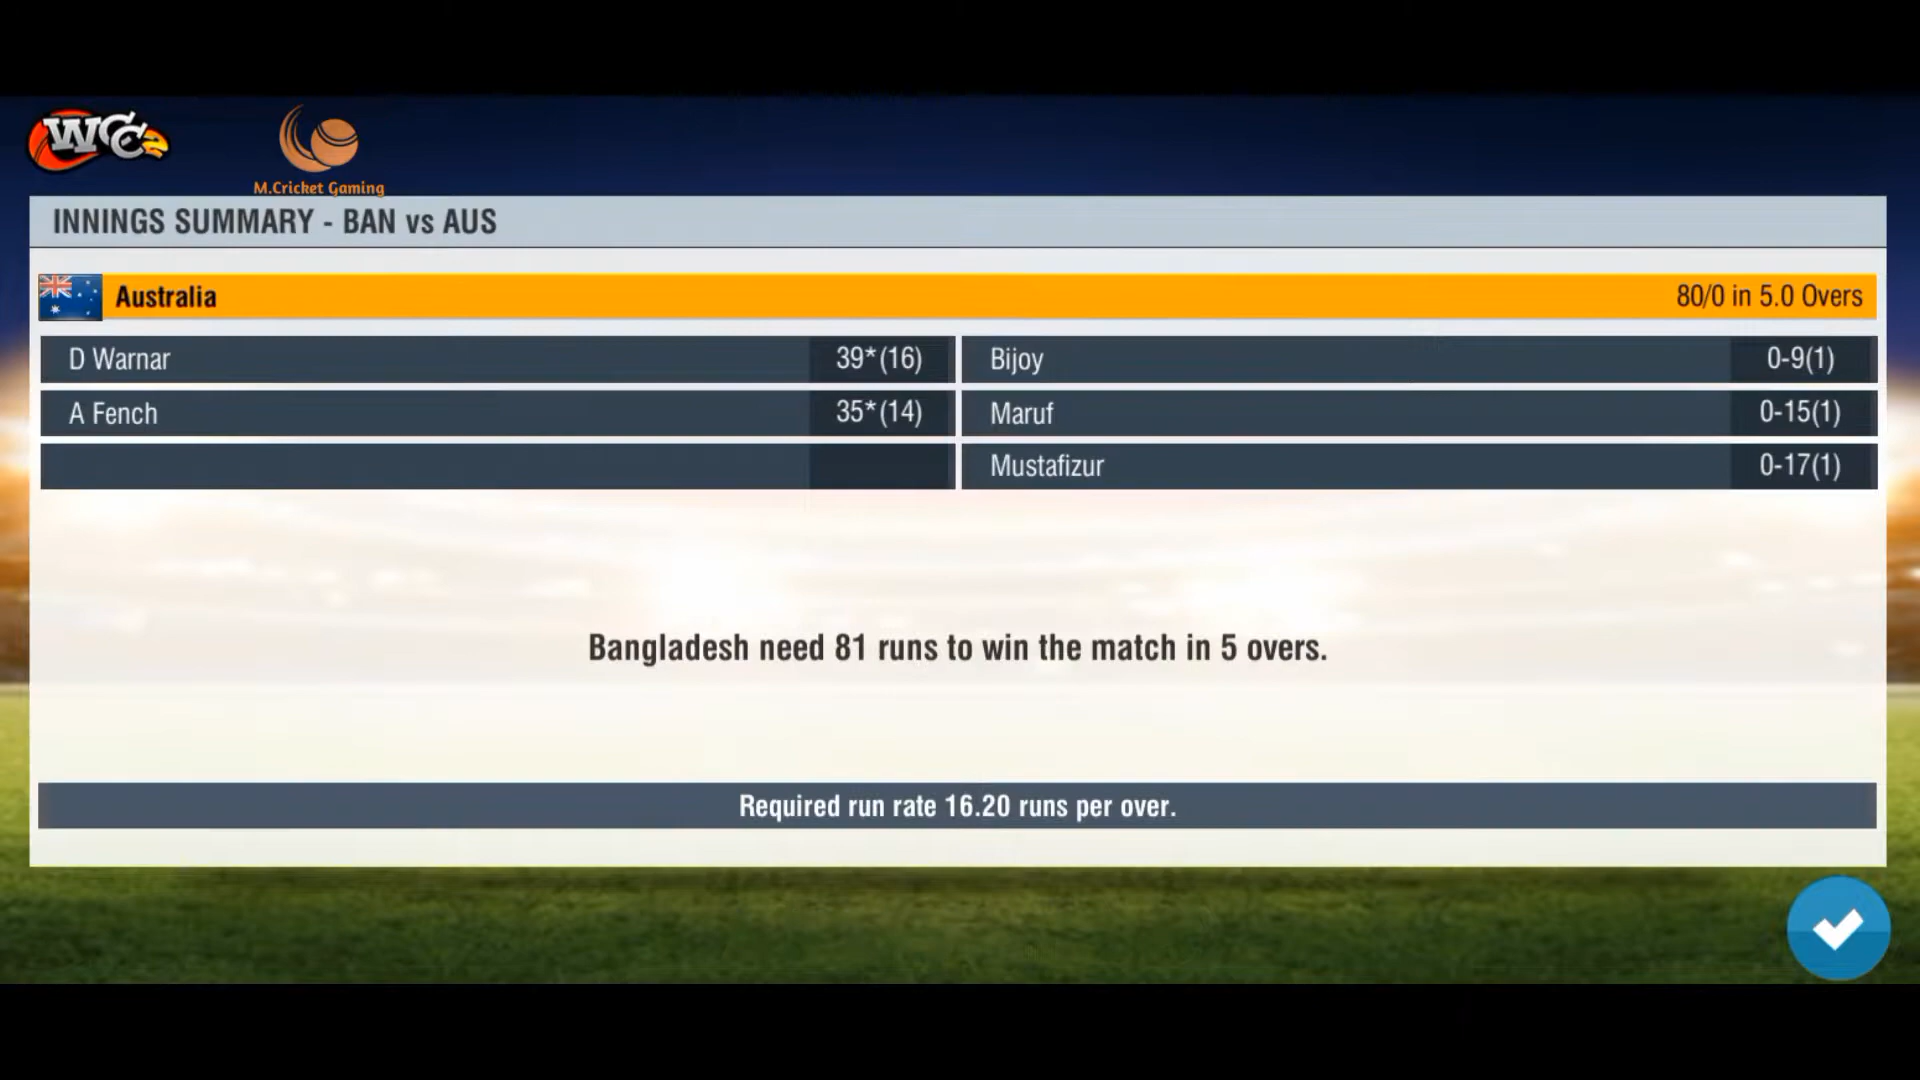 WCC
M.Cricket Gaming
INNINGS SUMMARY - BAN vs AUS
Australia 80/0 in 5.0 Overs
D Warnar 39*(16) Bijoy 0-9(1)
A Fench 35*(14) Maruf 0-15(1)
Mustafizur 0-17(1)
Bangladesh need 81 runs to win the match in 5 overs.
Required run rate 16.20 runs per over.